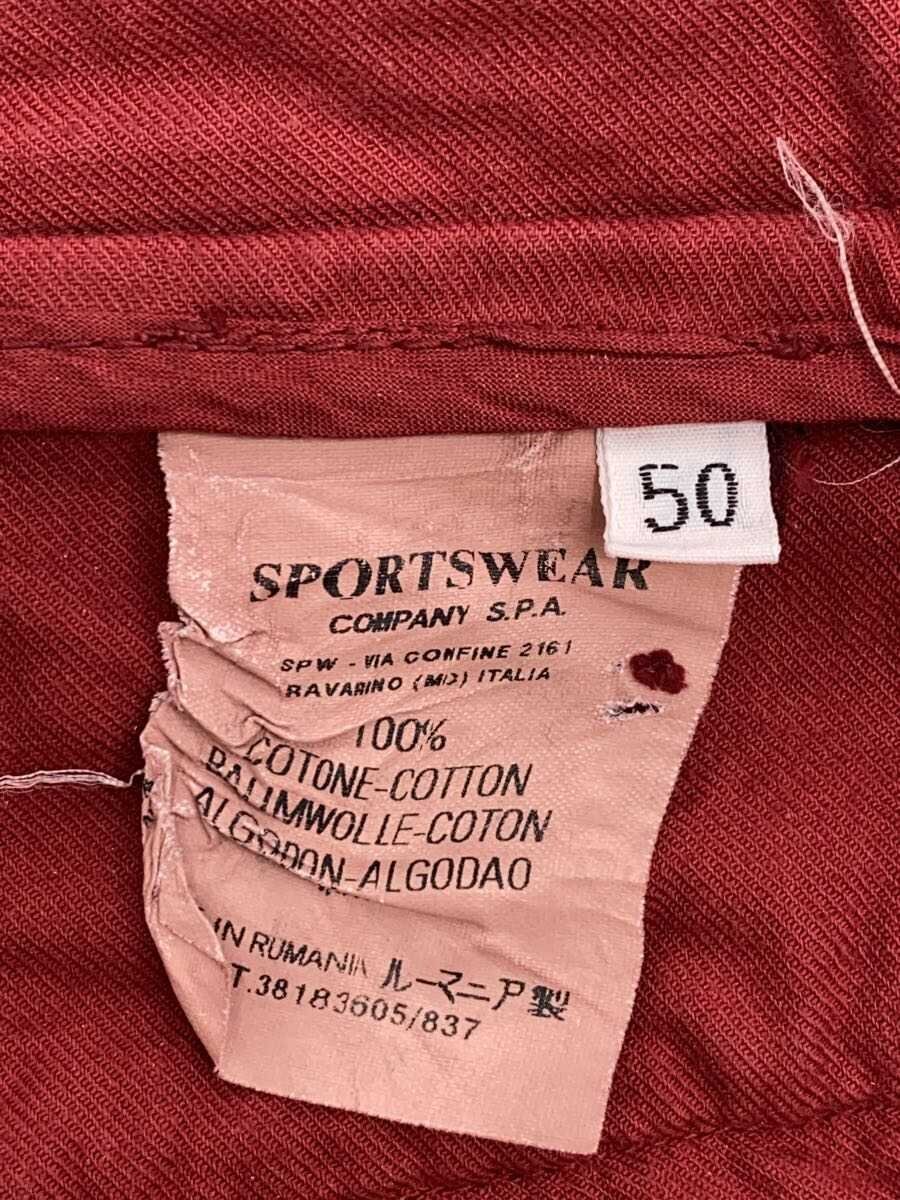 50
SPORTSWEAR
COMPANY S.P.A.
SPW - VIA CONFINE 2161
RAVARINO (MO) ITALIA
100%
COTONE-COTTON
BAUMWOLLE-COTON
ALGODON-ALGODAO
IN RUMANIA ルーマニア製
T.38183605/837